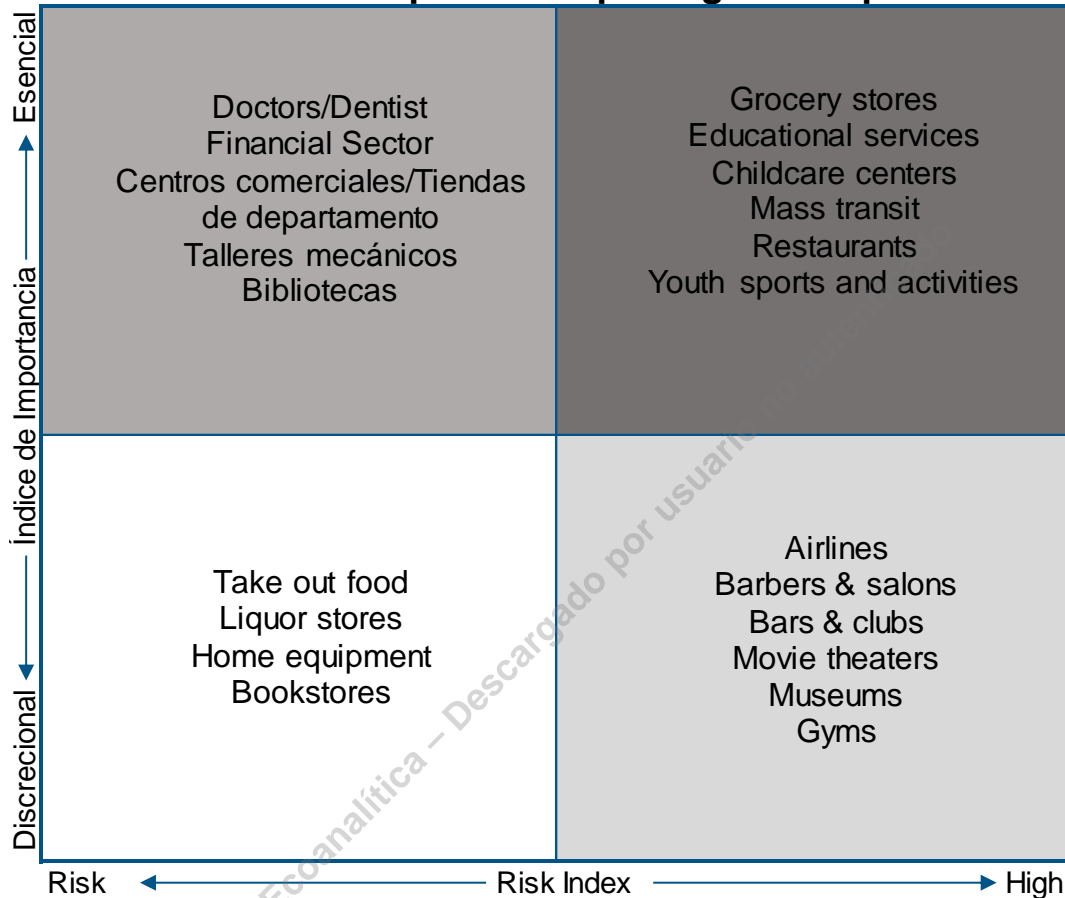 Esencial
Índice de Importancia
Discrecional
Doctors/Dentist
Financial Sector
Centros comerciales/Tiendas
de departamento
Talleres mecánicos
Bibliotecas
Grocery stores
Educational services
Childcare centers
Mass transit
Restaurants
Youth sports and activities
Take out food
Liquor stores
Home equipment
Bookstores
Airlines
Barbers & salons
Bars & clubs
Movie theaters
Museums
Gyms
Risk
Risk Index
High
Ecoanalítica – Descargado por usuario no autenticado